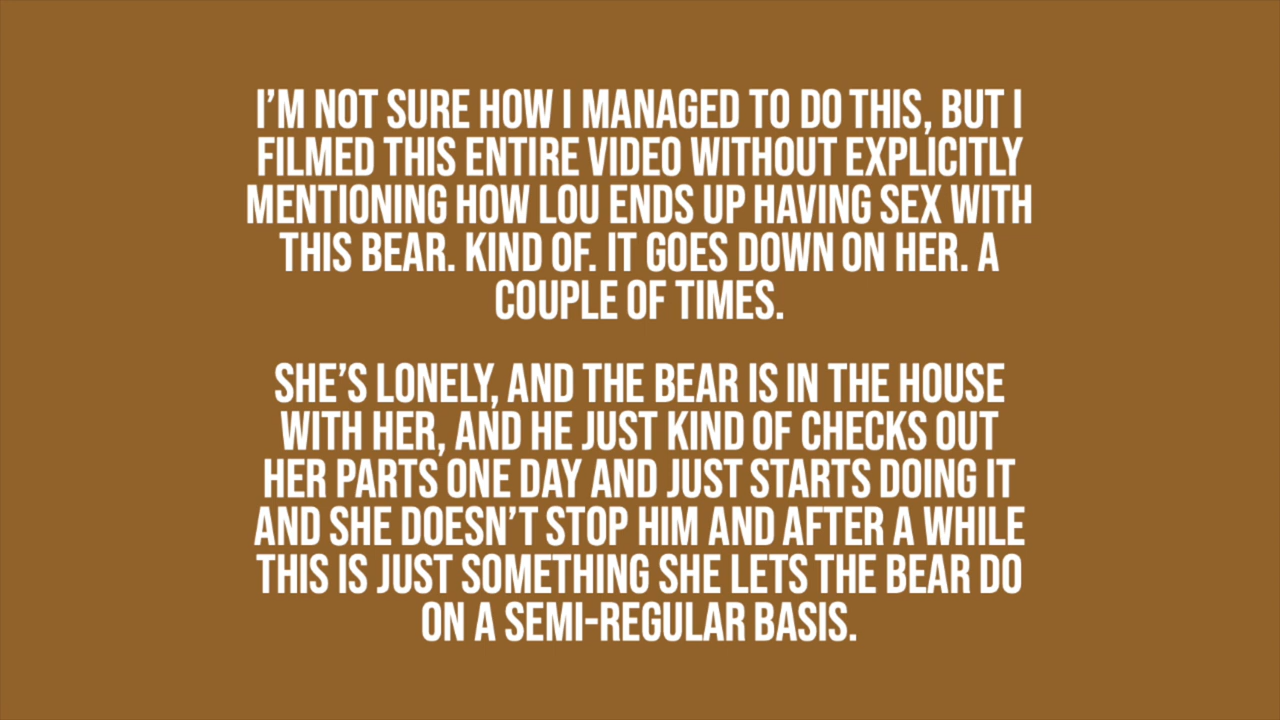 I'M NOT SURE HOW I MANAGED TO DO THIS, BUT I
FILMED THIS ENTIRE VIDEO WITHOUT EXPLICITLY
MENTIONING HOW LOU ENDS UP HAVING SEX WITH
THIS BEAR. KIND OF. IT GOES DOWN ON HER. A
COUPLE OF TIMES.
SHE'S LONELY, AND THE BEAR IS IN THE HOUSE
WITH HER, AND HE JUST KIND OF CHECKS OUT
HER PARTS ONE DAY AND JUST STARTS DOING IT
AND SHE DOESN'T STOP HIM AND AFTER A WHILE
THIS IS JUST SOMETHING SHE LETS THE BEAR DO
ON A SEMI-REGULAR BASIS.